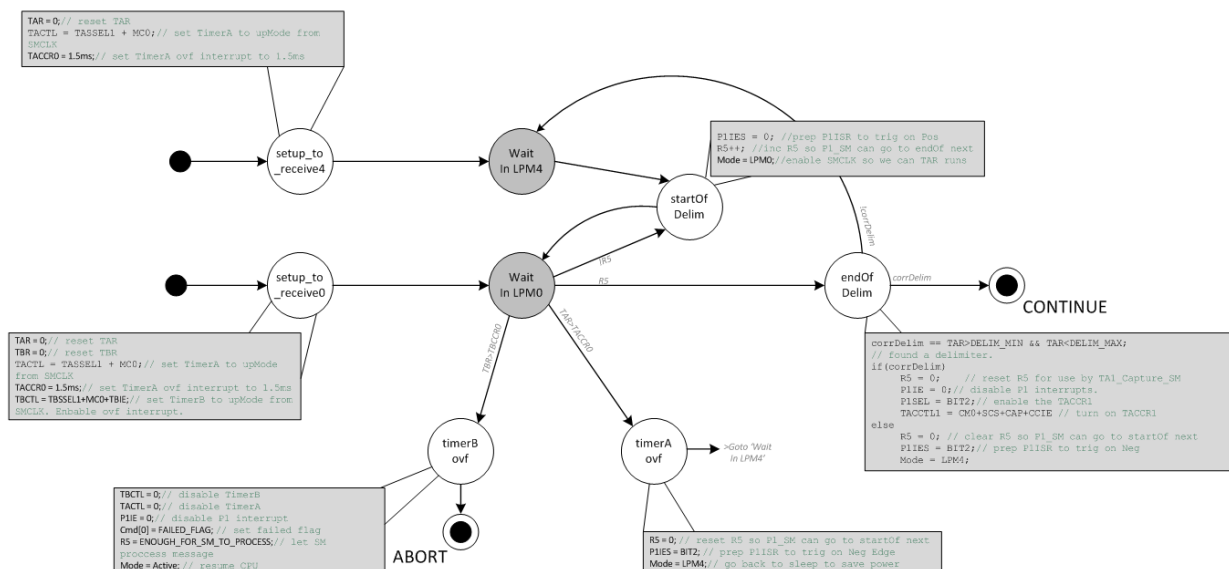 TAR = 0;// reset TAR
TACTL = TASSEL1 + MC0;// set TimerA to upMode from
SMCLK
TACCR0 = 1.5ms;// set TimerA ovf interrupt to 1.5ms
setup_to
_receive4
Wait
In LPM4
P1IES = 0; //prep P1ISR to trig on Pos
R5++; //inc R5 so P1_SM can go to endOf next
Mode = LPM0;//enable SMCLK so we can TAR runs
startOf
Delim
!corrDelim
setup_to
_receive0
Wait
In LPM0
!R5
R5
endOf
Delim
corrDelim
CONTINUE
TAR = 0;// reset TAR
TBR = 0;// reset TBR
TACTL = TASSEL1 + MC0;// set TimerA to upMode
from SMCLK
TACCR0 = 1.5ms;// set TimerA ovf interrupt to 1.5ms
TBCTL = TBSSEL1+MC0+TBIE;// set TimerB to upMode from
SMCLK. Enbable ovf interrupt.
TBR>TBCCR0
TAR>TACCR0
corrDelim == TAR>DELIM_MIN && TAR<DELIM_MAX;
// found a delimiter.
if(corrDelim)
R5 = 0; // reset R5 for use by TA1_Capture_SM
P1IE = 0;// disable P1 interrupts.
P1SEL = BIT2;// enable the TACCR1
TACCTL1 = CM0+SCS+CAP+CCIE // turn on TACCR1
else
R5 = 0; // clear R5 so P1_SM can go to startOf next
P1IES = BIT2;// prep P1ISR to trig on Neg
Mode = LPM4;
timerB
ovf
timerA
ovf
>Goto 'Wait
In LPM4'
TBCTL = 0;// disable TimerB
TACTL = 0;// disable TimerA
P1IE = 0;// disable P1 interrupt
Cmd[0] = FAILED_FLAG; // set failed flag
R5 = ENOUGH_FOR_SM_TO_PROCESS;// let SM
proccess message
Mode = Active; // resume CPU
ABORT
R5 = 0; // reset R5 so P1_SM can go to startOf next
P1IES = BIT2; // prep P1ISR to trig on Neg Edge
Mode = LPM4;// go back to sleep to save power